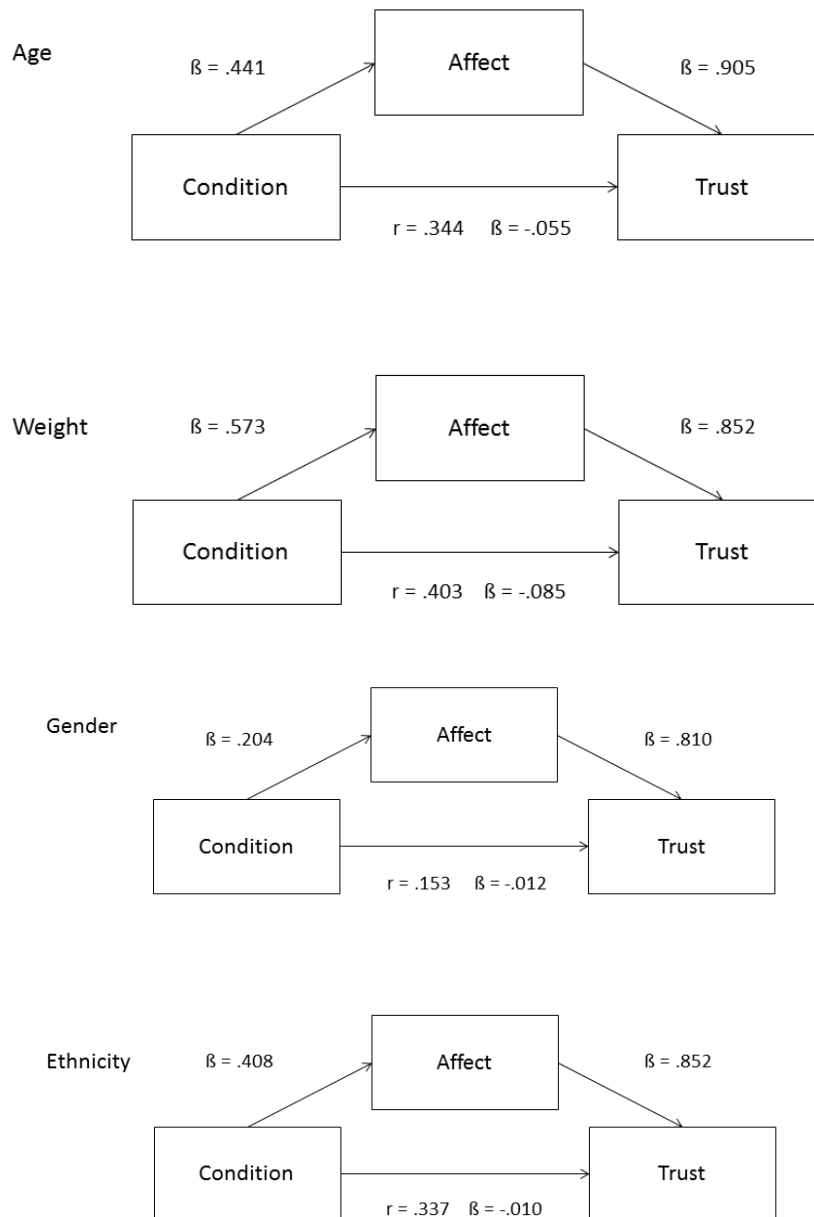 Age
ß = .441
Affect
ß = .905
Condition
Trust
r = .344 ß = -.055
Weight
ß = .573
Affect
ß = .852
Condition
Trust
r = .403 ß = -.085
Gender
ß = .204
Affect
ß = .810
Condition
Trust
r = .153 ß = -.012
Ethnicity
ß = .408
Affect
ß = .852
Condition
Trust
r = .337 ß = -.010